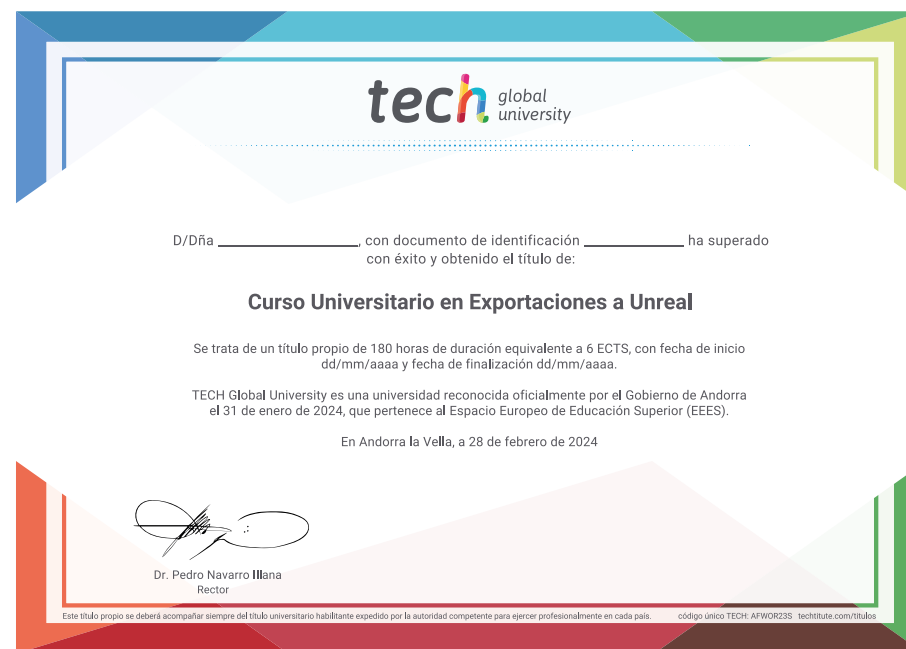 tech global university
D/Dña ______________, con documento de identificación __________ ha superado
con éxito y obtenido el título de:
Curso Universitario en Exportaciones a Unreal
Se trata de un título propio de 180 horas de duración equivalente a 6 ECTS, con fecha de inicio
dd/mm/aaaa y fecha de finalización dd/mm/aaaa.
TECH Global University es una universidad reconocida oficialmente por el Gobierno de Andorra
el 31 de enero de 2024, que pertenece al Espacio Europeo de Educación Superior (EEES).
En Andorra la Vella, a 28 de febrero de 2024
Dr. Pedro Navarro Illana
Rector
Este título propio se deberá acompañar siempre del título universitario habilitante expedido por la autoridad competente para ejercer profesionalmente en cada país. código único TECH: AFWOR23S techtitute.com/titulos